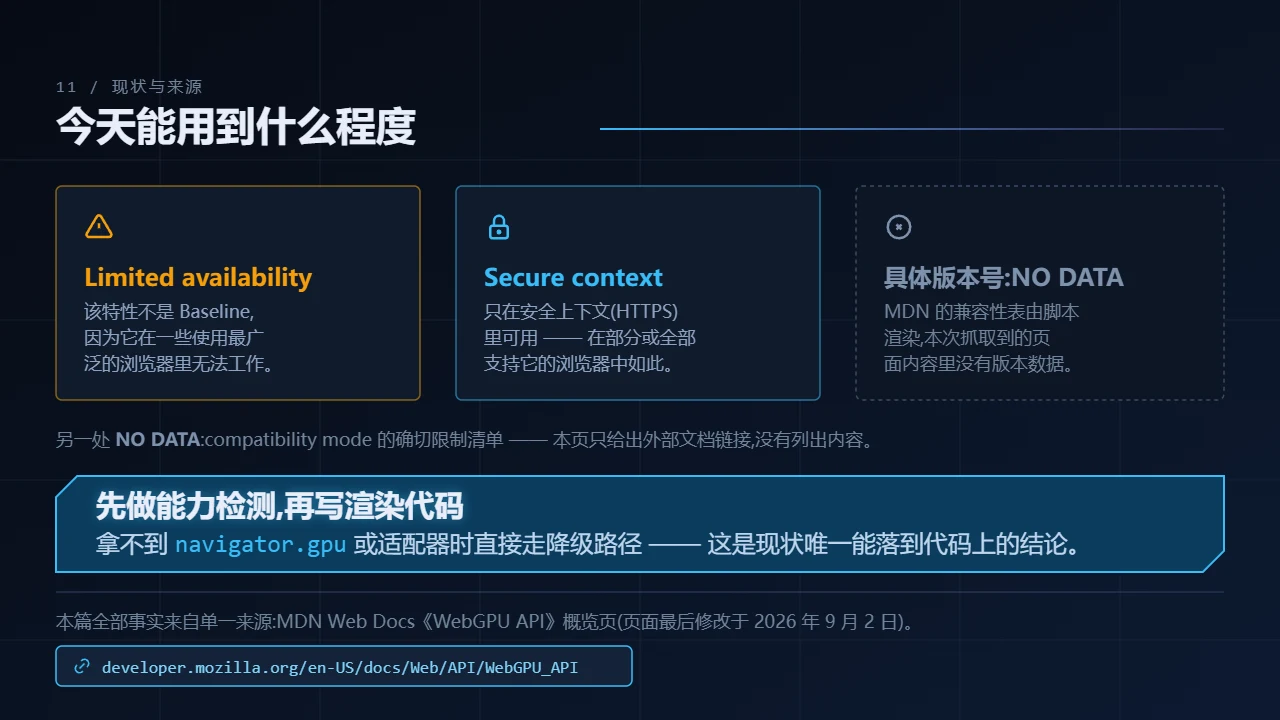 11 / 现状与来源
今天能用到什么程度
Limited availability
该特性不是 Baseline,
因为它在一些使用最广
泛的浏览器里无法工作。
Secure context
只在安全上下文(HTTPS)
里可用 —— 在部分或全部
支持它的浏览器中如此。
具体版本号:NO DATA
MDN 的兼容性表由脚本
渲染,本次抓取到的页
面内容里没有版本数据。
另一处 NO DATA:compatibility mode 的确切限制清单 —— 本页只给出外部文档链接,没有列出内容。
先做能力检测,再写渲染代码
拿不到 navigator.gpu 或适配器时直接走降级路径 —— 这是现状唯一能落到代码上的结论。
本篇全部事实来自单一来源:MDN Web Docs《WebGPU API》概览页(页面最后修改于 2026 年 9 月 2 日)。
developer.mozilla.org/en-US/docs/Web/API/WebGPU_API